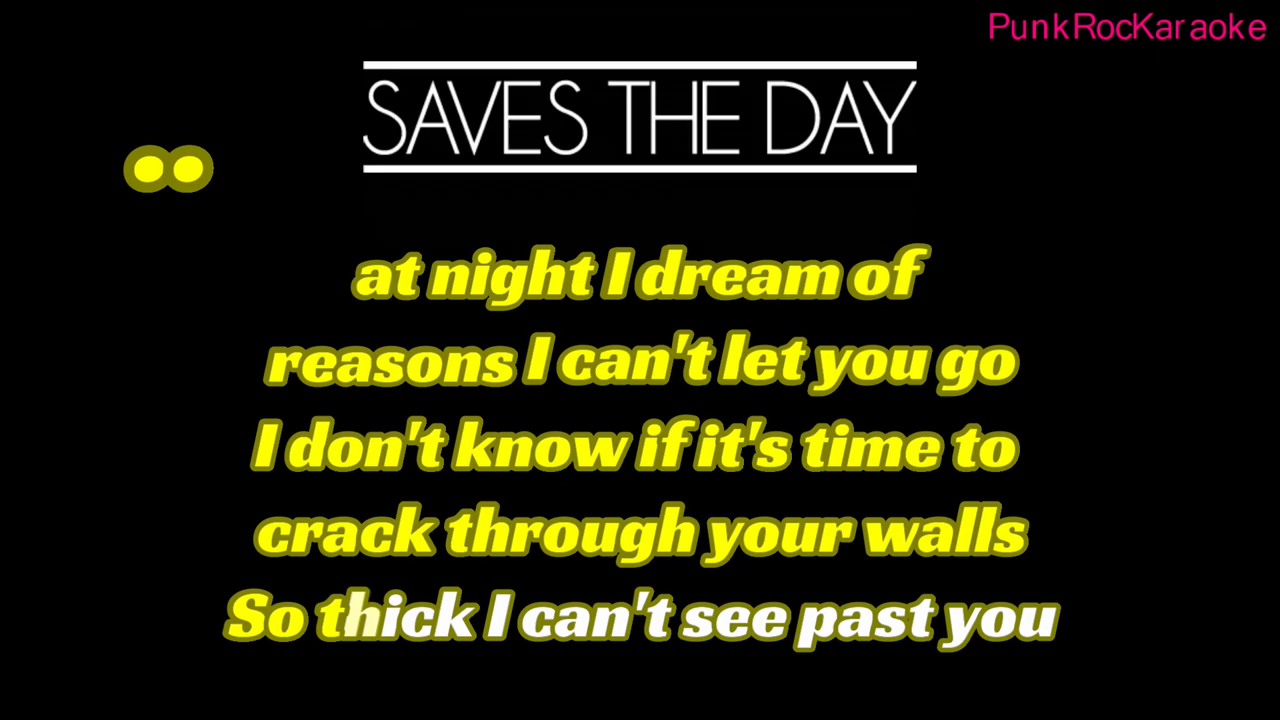 PunkRocKaraoke
SAVES THE DAY
at night I dream of
reasons I can't let you go
I don't know if it's time to
crack through your walls
So thick I can't see past you